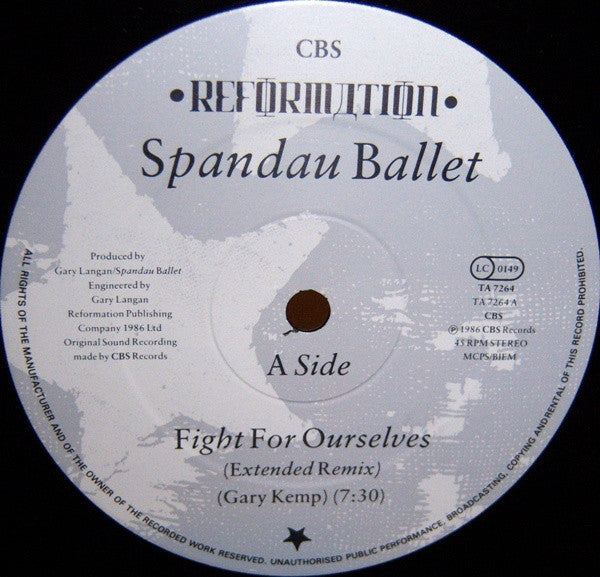 CBS
•REFORMATION•
Spandau Ballet
Produced by
Gary Langan/Spandau Ballet
Engineered by
Gary Langan
Reformation Publishing
Company 1986 Ltd
Original Sound Recording
made by CBS Records
LC 0149
TA 7264
TA 7264 A
CBS
℗ 1986 CBS Records
45 RPM STEREO
MCPS/BIEM
A Side
Fight For Ourselves
(Extended Remix)
(Gary Kemp) (7:30)
ALL RIGHTS OF THE MANUFACTURER AND OF THE OWNER OF THE RECORDED WORK RESERVED. UNAUTHORISED PUBLIC PERFORMANCE, BROADCASTING, COPYING AND RENTAL OF THIS RECORD PROHIBITED.